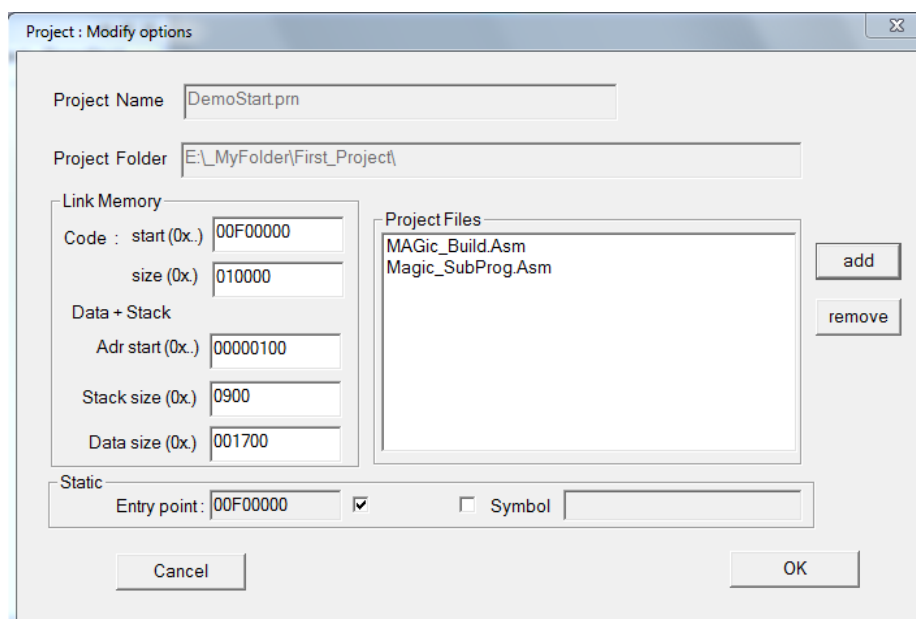 Project : Modify options
Project Name DemoStart.prn
Project Folder E:\_MyFolder\First_Project\
Link Memory
Code : start (0x..) 00F00000
size (0x.) 010000
Data + Stack
Adr start (0x..) 00000100
Stack size (0x.) 0900
Data size (0x.) 001700
Project Files
MAGic_Build.Asm
Magic_SubProg.Asm
add
remove
Static
Entry point : 00F00000
Symbol
Cancel
OK